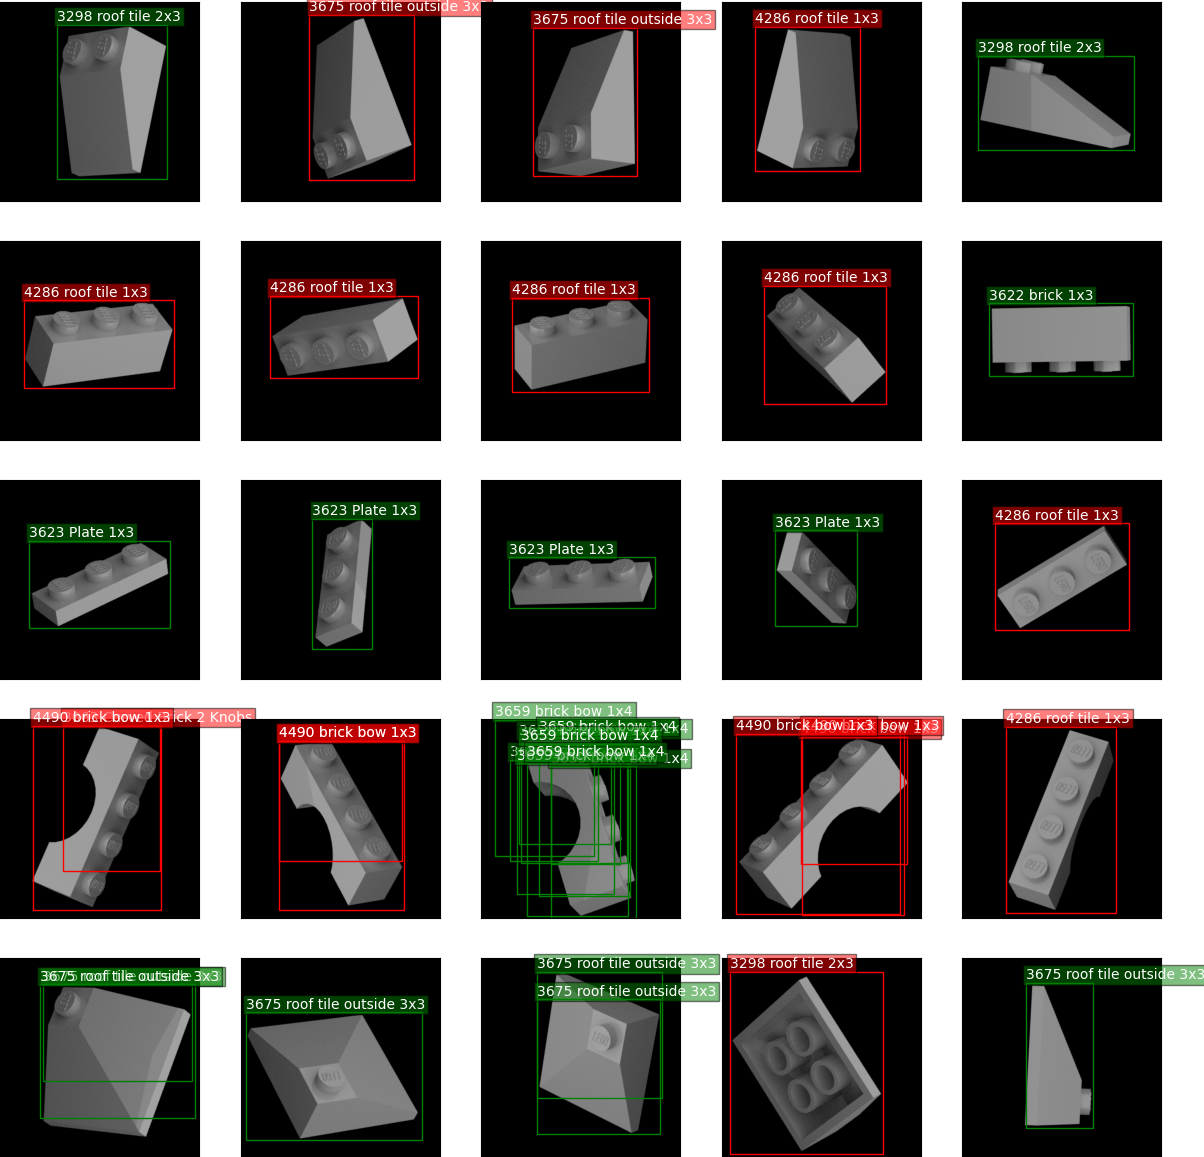 3298 roof tile 2x3
3675 roof tile outside 3x3
3675 roof tile outside 3x3
4286 roof tile 1x3
3298 roof tile 2x3
4286 roof tile 1x3
4286 roof tile 1x3
4286 roof tile 1x3
4286 roof tile 1x3
3622 brick 1x3
3623 Plate 1x3
3623 Plate 1x3
3623 Plate 1x3
3623 Plate 1x3
4286 roof tile 1x3
4490 brick bow 1x3
ck 2 Knobs
4490 brick bow 1x3
3659 brick bow 1x4
3659 brick bow 1x4
3659 brick bow 1x4
3659 brick bow 1x4
4490 brick bow 1x3
bow 1x3
4286 roof tile 1x3
3675 roof tile outside 3x3
3675 roof tile outside 3x3
3675 roof tile outside 3x3
3675 roof tile outside 3x3
3298 roof tile 2x3
3675 roof tile outside 3x3